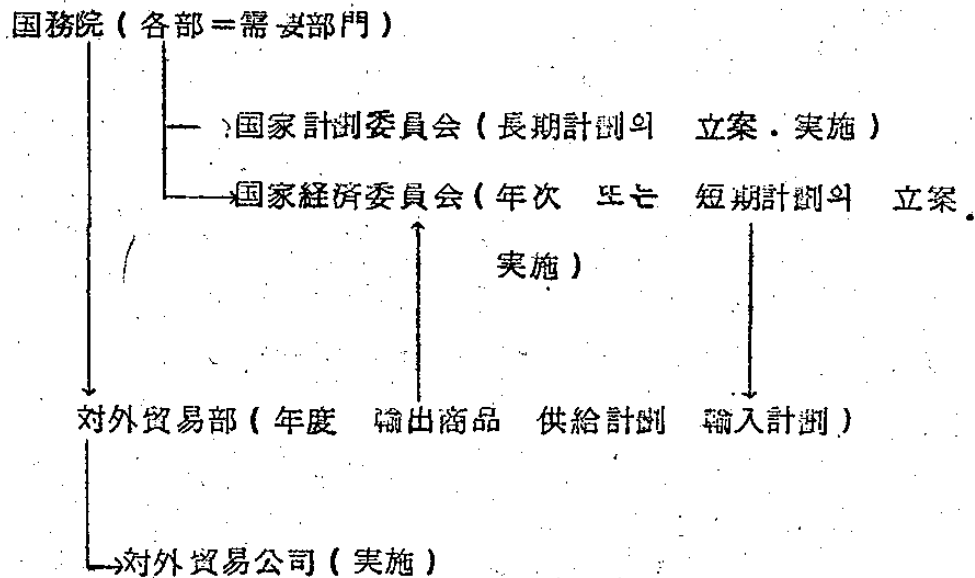 国務院(各部=需要部門)
国家計劃委員会(長期計劃의 立案.実施)
国家経済委員会(年次 또는 短期計劃의 立案.
実施)
対外貿易部(年度 輸出商品 供給計劃 輸入計劃)
対外貿易公司(実施)